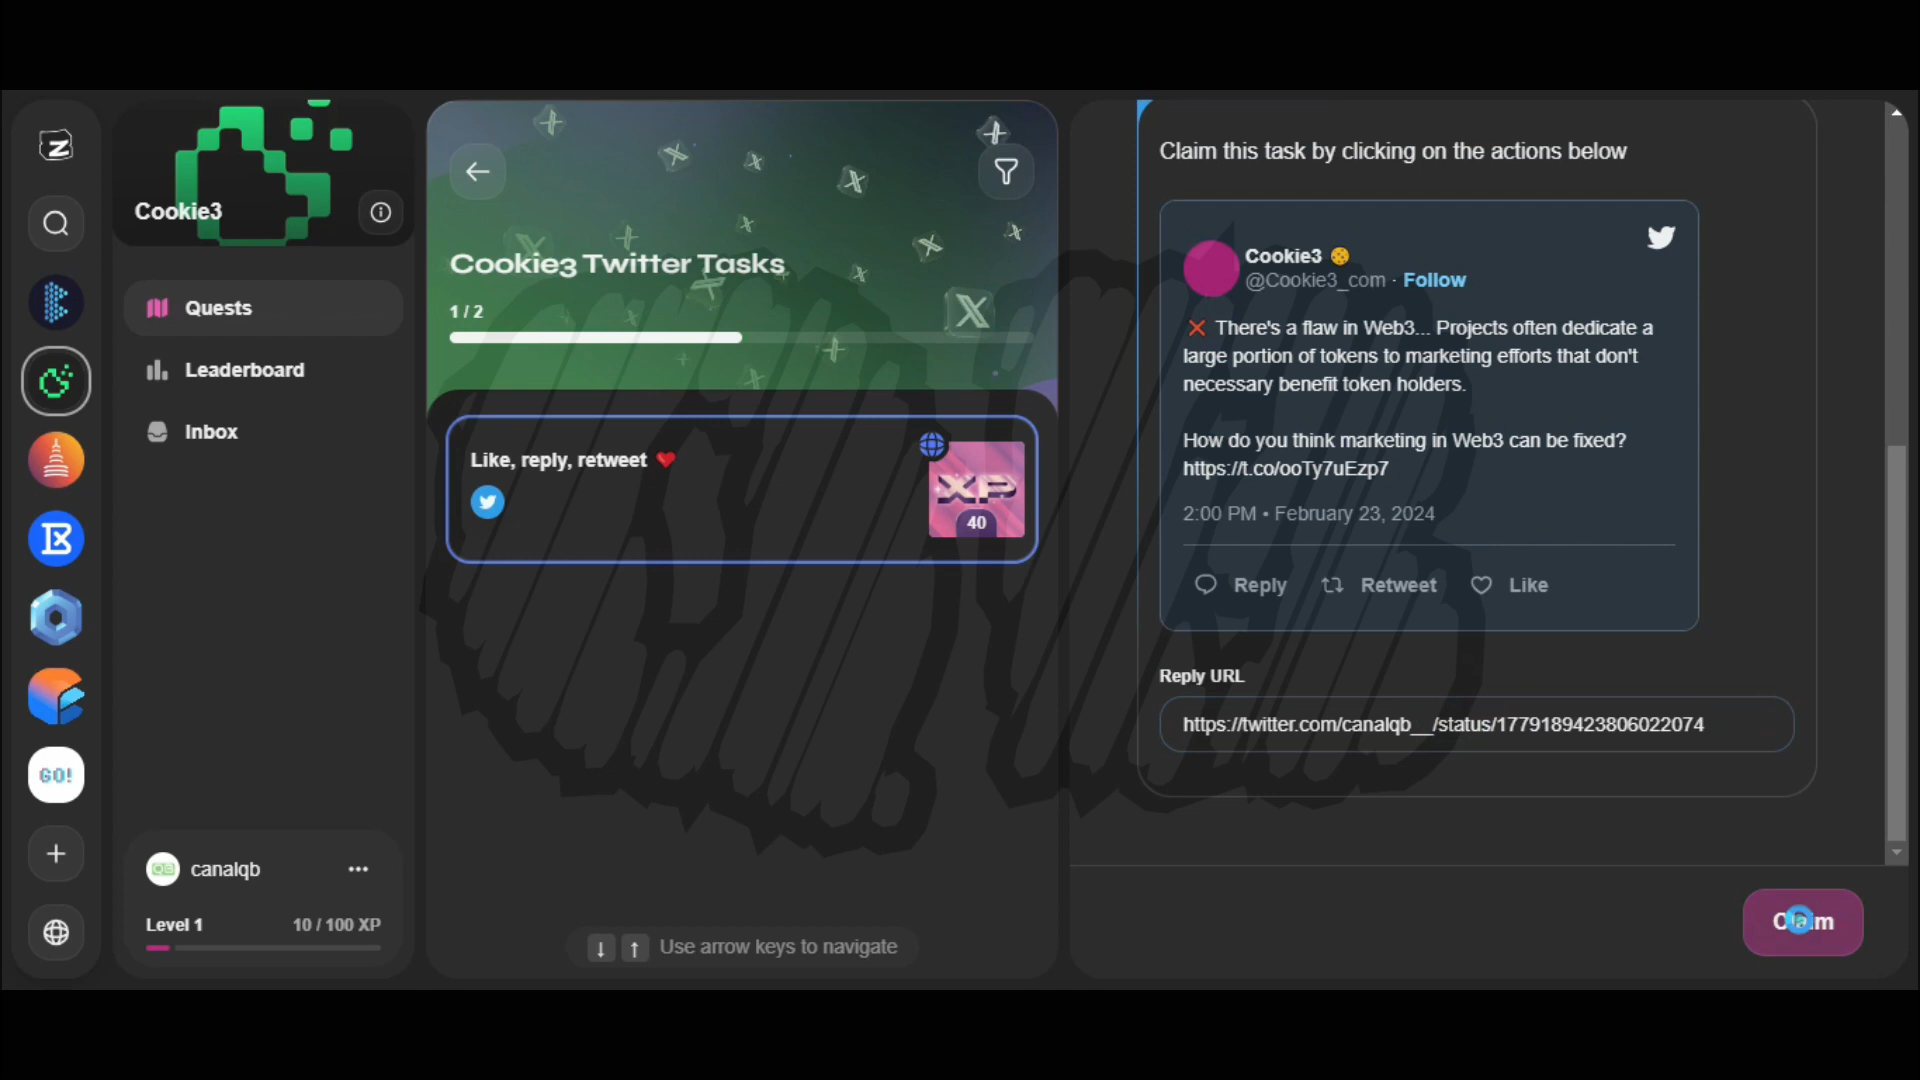 Cookie3
Quests
Leaderboard
Inbox
GO!
canalqb
Level 1
10 / 100 XP
Cookie3 Twitter Tasks
1 / 2
Like, reply, retweet ❤️
XP
40
↓ ↑ Use arrow keys to navigate
Claim this task by clicking on the actions below
Cookie3 🍪
@Cookie3_com · Follow
❌ There's a flaw in Web3... Projects often dedicate a
large portion of tokens to marketing efforts that don't
necessary benefit token holders.
How do you think marketing in Web3 can be fixed?
https://t.co/ooTy7uEzp7
2:00 PM • February 23, 2024
Reply
Retweet
Like
Reply URL
https://twitter.com/canalqb__/status/1779189423806022074
Claim